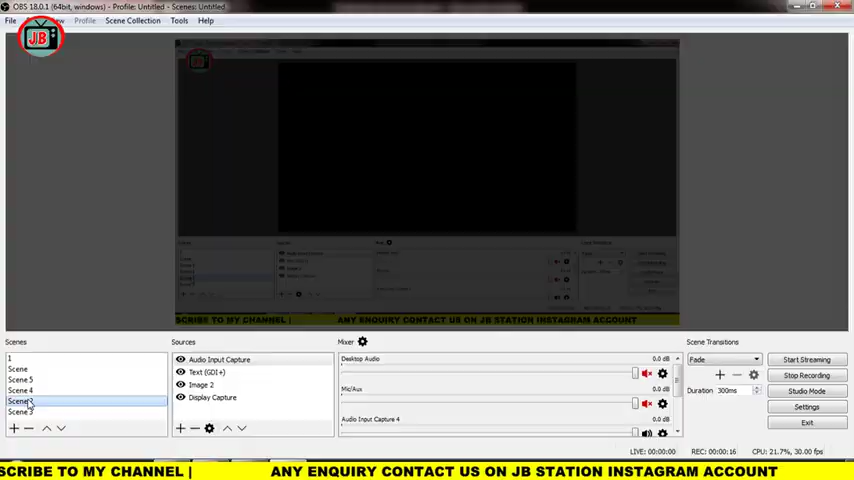 OBS 18.0.1 (64bit, windows) - Profile: Untitled - Scenes: Untitled
File
Profile
Scene Collection
Tools
Help
JB
SCRIBE TO MY CHANNEL |
ANY ENQUIRY CONTACT US ON JB STATION INSTAGRAM ACCOUNT
Scenes
1
Scene
Scene 5
Scene 4
Scene
Scene 3
Sources
Audio Input Capture
Text (GDI+)
Image 2
Display Capture
Mixer
Desktop Audio
0.0 dB
Mic/Aux
0.0 dB
Audio Input Capture 4
0.0 dB
Scene Transitions
Fade
Duration
300ms
Start Streaming
Stop Recording
Studio Mode
Settings
Exit
LIVE: 00:00:00
REC: 00:00:16
CPU: 21.7%, 30.00 fps
SCRIBE TO MY CHANNEL |
ANY ENQUIRY CONTACT US ON JB STATION INSTAGRAM ACCOUNT